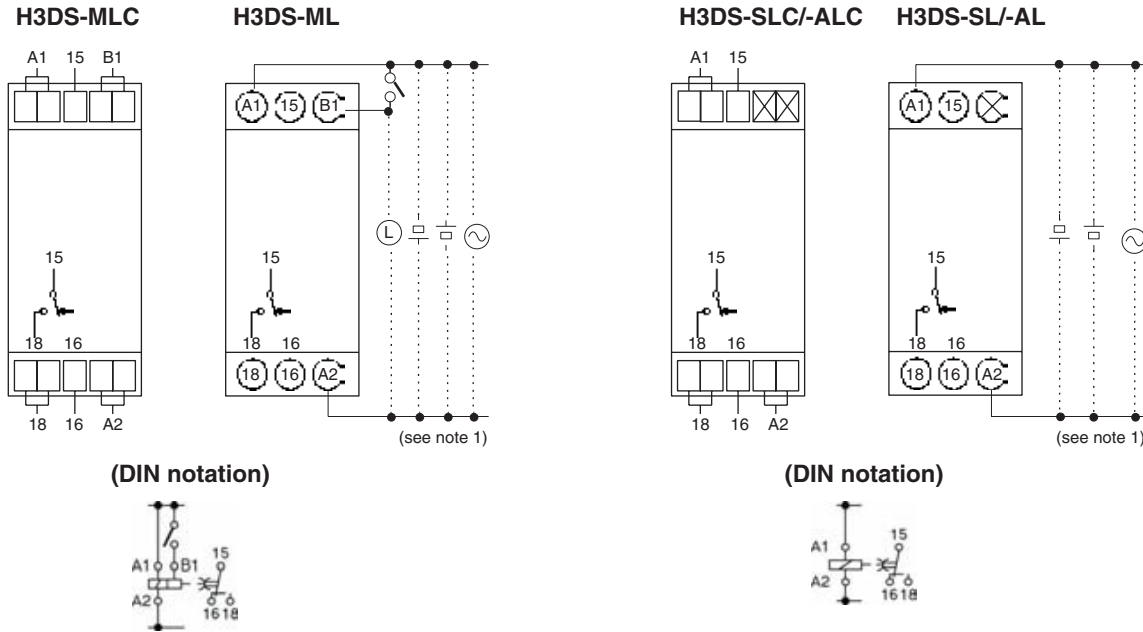 H3DS-MLC H3DS-ML H3DS-SLC/-ALC H3DS-SL/-AL
A1 15 B1 A1 15
A1 15 B1 A1 15
L
15 15 15 15
18 16 18 16 18 16 18 16
18 16 A2 18 16 A2
18 16 A2 18 16 A2
(see note 1) (see note 1)
(DIN notation) (DIN notation)
15 15
A1 B1 A1
A2 A2
16 18 16 18